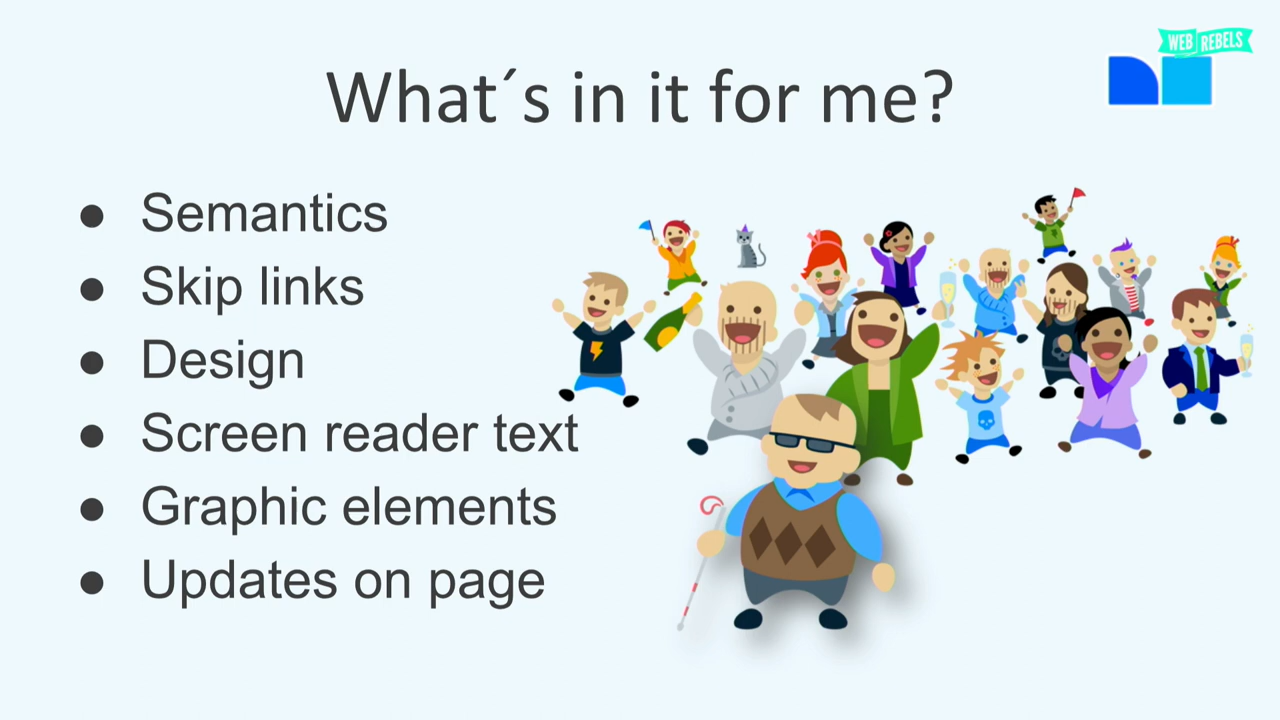 WEB REBELS
What´s in it for me?
● Semantics
● Skip links
● Design
● Screen reader text
● Graphic elements
● Updates on page